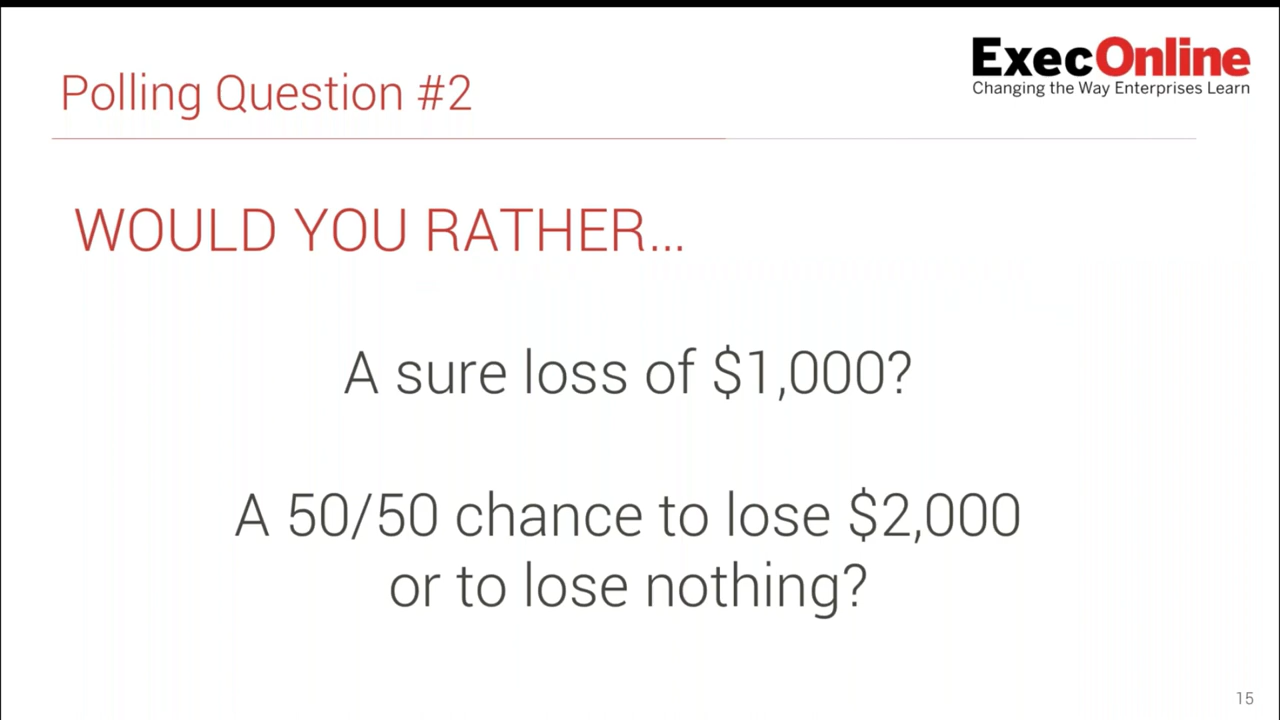 ExecOnline
Changing the Way Enterprises Learn
Polling Question #2
WOULD YOU RATHER...
A sure loss of $1,000?
A 50/50 chance to lose $2,000
or to lose nothing?
15